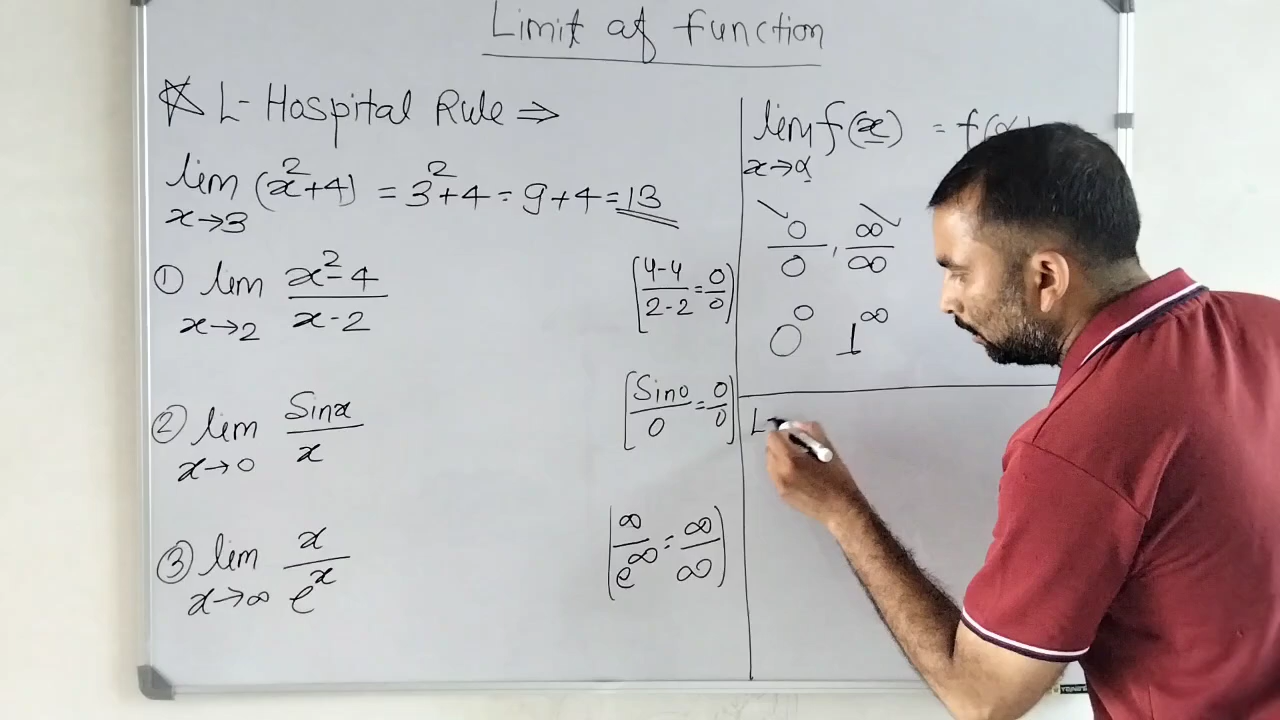 Limit of function
☆ L- Hospital Rule ⇒
lim (x²+4) = 3²+4 = 9+4 = 13
x→3
① lim x²-4 / x-2
x→2
[4-4 / 2-2 = 0/0]
② lim Sinx / x
x→0
[Sin0 / 0 = 0/0]
③ lim x / eˣ
x→∞
[∞ / e^∞ = ∞/∞]
lim f(x) = f(α)
x→α
0/0 , ∞/∞
0⁰ 1^∞
L-